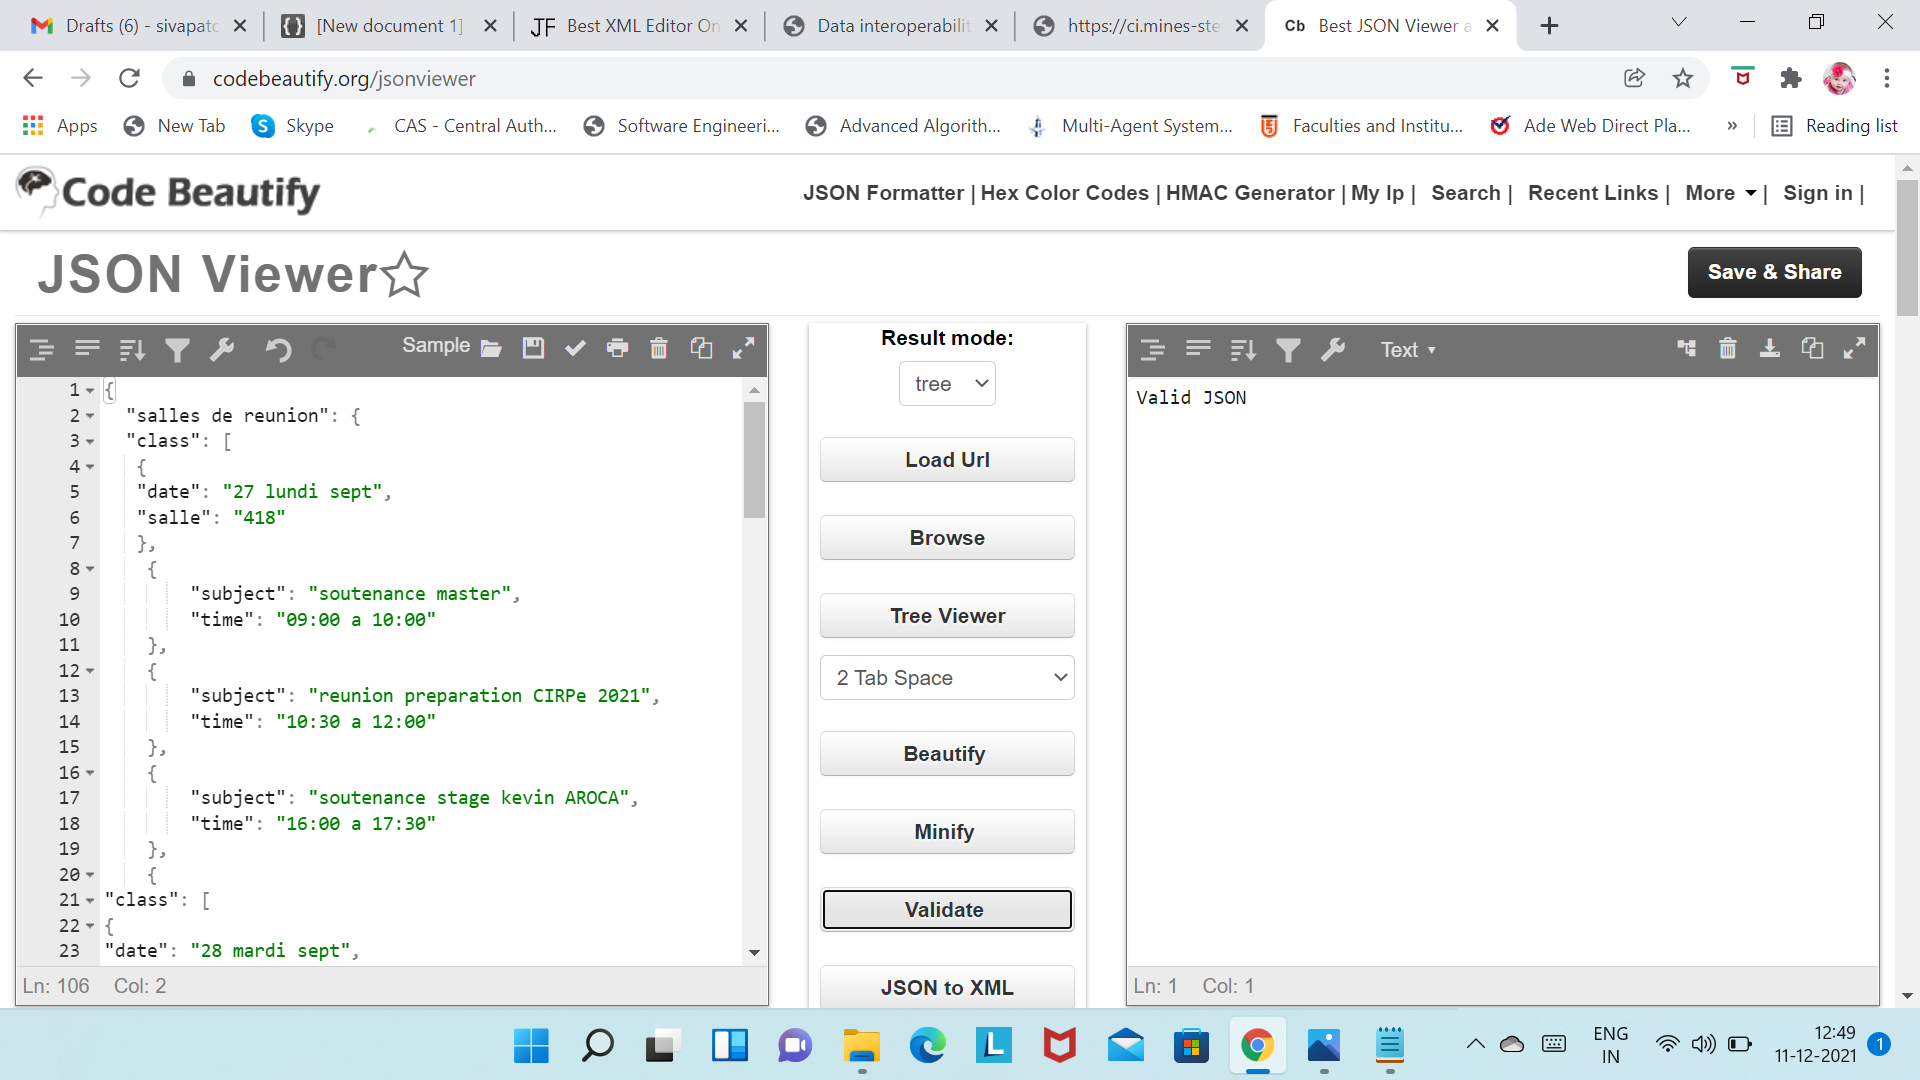 Drafts (6) - sivapatc
[New document 1]
Best XML Editor On
Data interoperabilit
https://ci.mines-ste
Cb Best JSON Viewer a
codebeautify.org/jsonviewer
Apps
New Tab
Skype
CAS - Central Auth...
Software Engineeri...
Advanced Algorith...
Multi-Agent System...
Faculties and Institu...
Ade Web Direct Pla...
»
Reading list
Code Beautify
JSON Formatter | Hex Color Codes | HMAC Generator | My Ip | Search | Recent Links | More | Sign in |
JSON Viewer
Save & Share
Sample
1 {
2 "salles de reunion": {
3 "class": [
4 {
5 "date": "27 lundi sept",
6 "salle": "418"
7 },
8 {
9 "subject": "soutenance master",
10 "time": "09:00 a 10:00"
11 },
12 {
13 "subject": "reunion preparation CIRPe 2021",
14 "time": "10:30 a 12:00"
15 },
16 {
17 "subject": "soutenance stage kevin AROCA",
18 "time": "16:00 a 17:30"
19 },
20 {
21 "class": [
22 {
23 "date": "28 mardi sept",
Ln: 106 Col: 2
Result mode:
tree
Load Url
Browse
Tree Viewer
2 Tab Space
Beautify
Minify
Validate
JSON to XML
Text
Valid JSON
Ln: 1 Col: 1
ENG
IN
12:49
11-12-2021
1